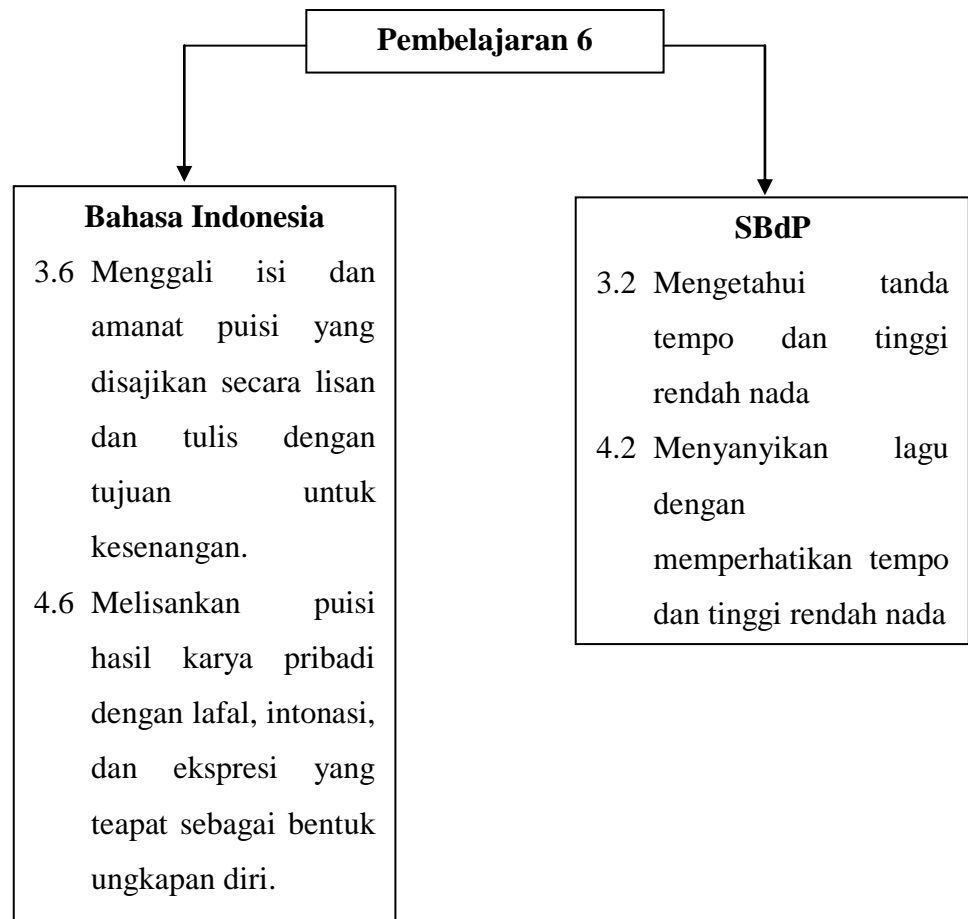 Pembelajaran 6
Bahasa Indonesia
3.6 Menggali isi dan
amanat puisi yang
disajikan secara lisan
dan tulis dengan
tujuan untuk
kesenangan.
4.6 Melisankan puisi
hasil karya pribadi
dengan lafal, intonasi,
dan ekspresi yang
teapat sebagai bentuk
ungkapan diri.
SBdP
3.2 Mengetahui tanda
tempo dan tinggi
rendah nada
4.2 Menyanyikan lagu
dengan
memperhatikan tempo
dan tinggi rendah nada